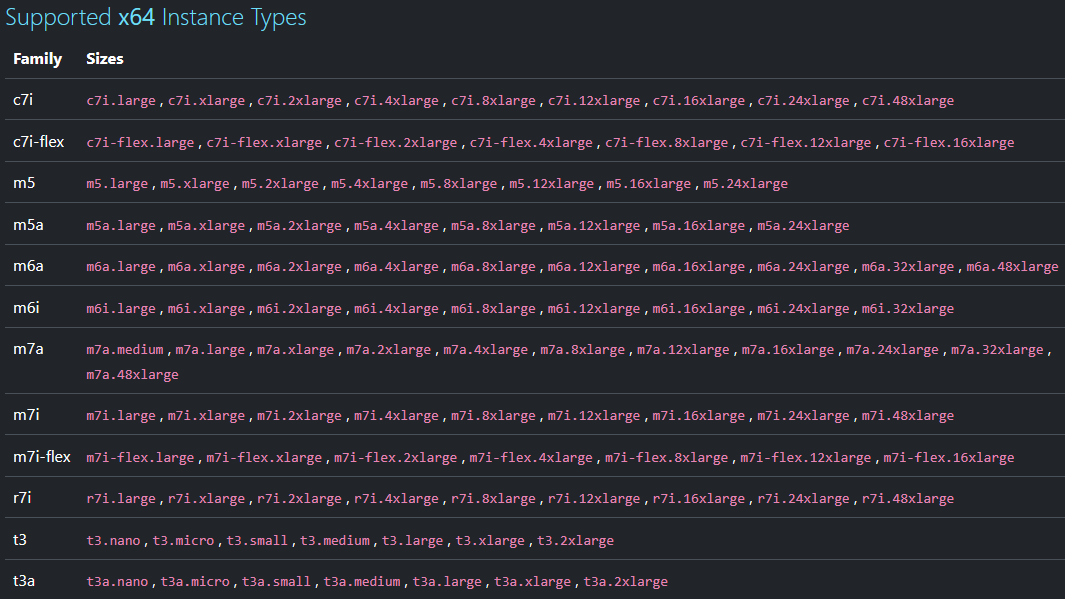 Supported x64 Instance Types
Family Sizes
c7i c7i.large, c7i.xlarge, c7i.2xlarge, c7i.4xlarge, c7i.8xlarge, c7i.12xlarge, c7i.16xlarge, c7i.24xlarge, c7i.48xlarge
c7i-flex c7i-flex.large, c7i-flex.xlarge, c7i-flex.2xlarge, c7i-flex.4xlarge, c7i-flex.8xlarge, c7i-flex.12xlarge, c7i-flex.16xlarge
m5 m5.large, m5.xlarge, m5.2xlarge, m5.4xlarge, m5.8xlarge, m5.12xlarge, m5.16xlarge, m5.24xlarge
m5a m5a.large, m5a.xlarge, m5a.2xlarge, m5a.4xlarge, m5a.8xlarge, m5a.12xlarge, m5a.16xlarge, m5a.24xlarge
m6a m6a.large, m6a.xlarge, m6a.2xlarge, m6a.4xlarge, m6a.8xlarge, m6a.12xlarge, m6a.16xlarge, m6a.24xlarge, m6a.32xlarge, m6a.48xlarge
m6i m6i.large, m6i.xlarge, m6i.2xlarge, m6i.4xlarge, m6i.8xlarge, m6i.12xlarge, m6i.16xlarge, m6i.24xlarge, m6i.32xlarge
m7a m7a.medium, m7a.large, m7a.xlarge, m7a.2xlarge, m7a.4xlarge, m7a.8xlarge, m7a.12xlarge, m7a.16xlarge, m7a.24xlarge, m7a.32xlarge,
m7a.48xlarge
m7i m7i.large, m7i.xlarge, m7i.2xlarge, m7i.4xlarge, m7i.8xlarge, m7i.12xlarge, m7i.16xlarge, m7i.24xlarge, m7i.48xlarge
m7i-flex m7i-flex.large, m7i-flex.xlarge, m7i-flex.2xlarge, m7i-flex.4xlarge, m7i-flex.8xlarge, m7i-flex.12xlarge, m7i-flex.16xlarge
r7i r7i.large, r7i.xlarge, r7i.2xlarge, r7i.4xlarge, r7i.8xlarge, r7i.12xlarge, r7i.16xlarge, r7i.24xlarge, r7i.48xlarge
t3 t3.nano, t3.micro, t3.small, t3.medium, t3.large, t3.xlarge, t3.2xlarge
t3a t3a.nano, t3a.micro, t3a.small, t3a.medium, t3a.large, t3a.xlarge, t3a.2xlarge